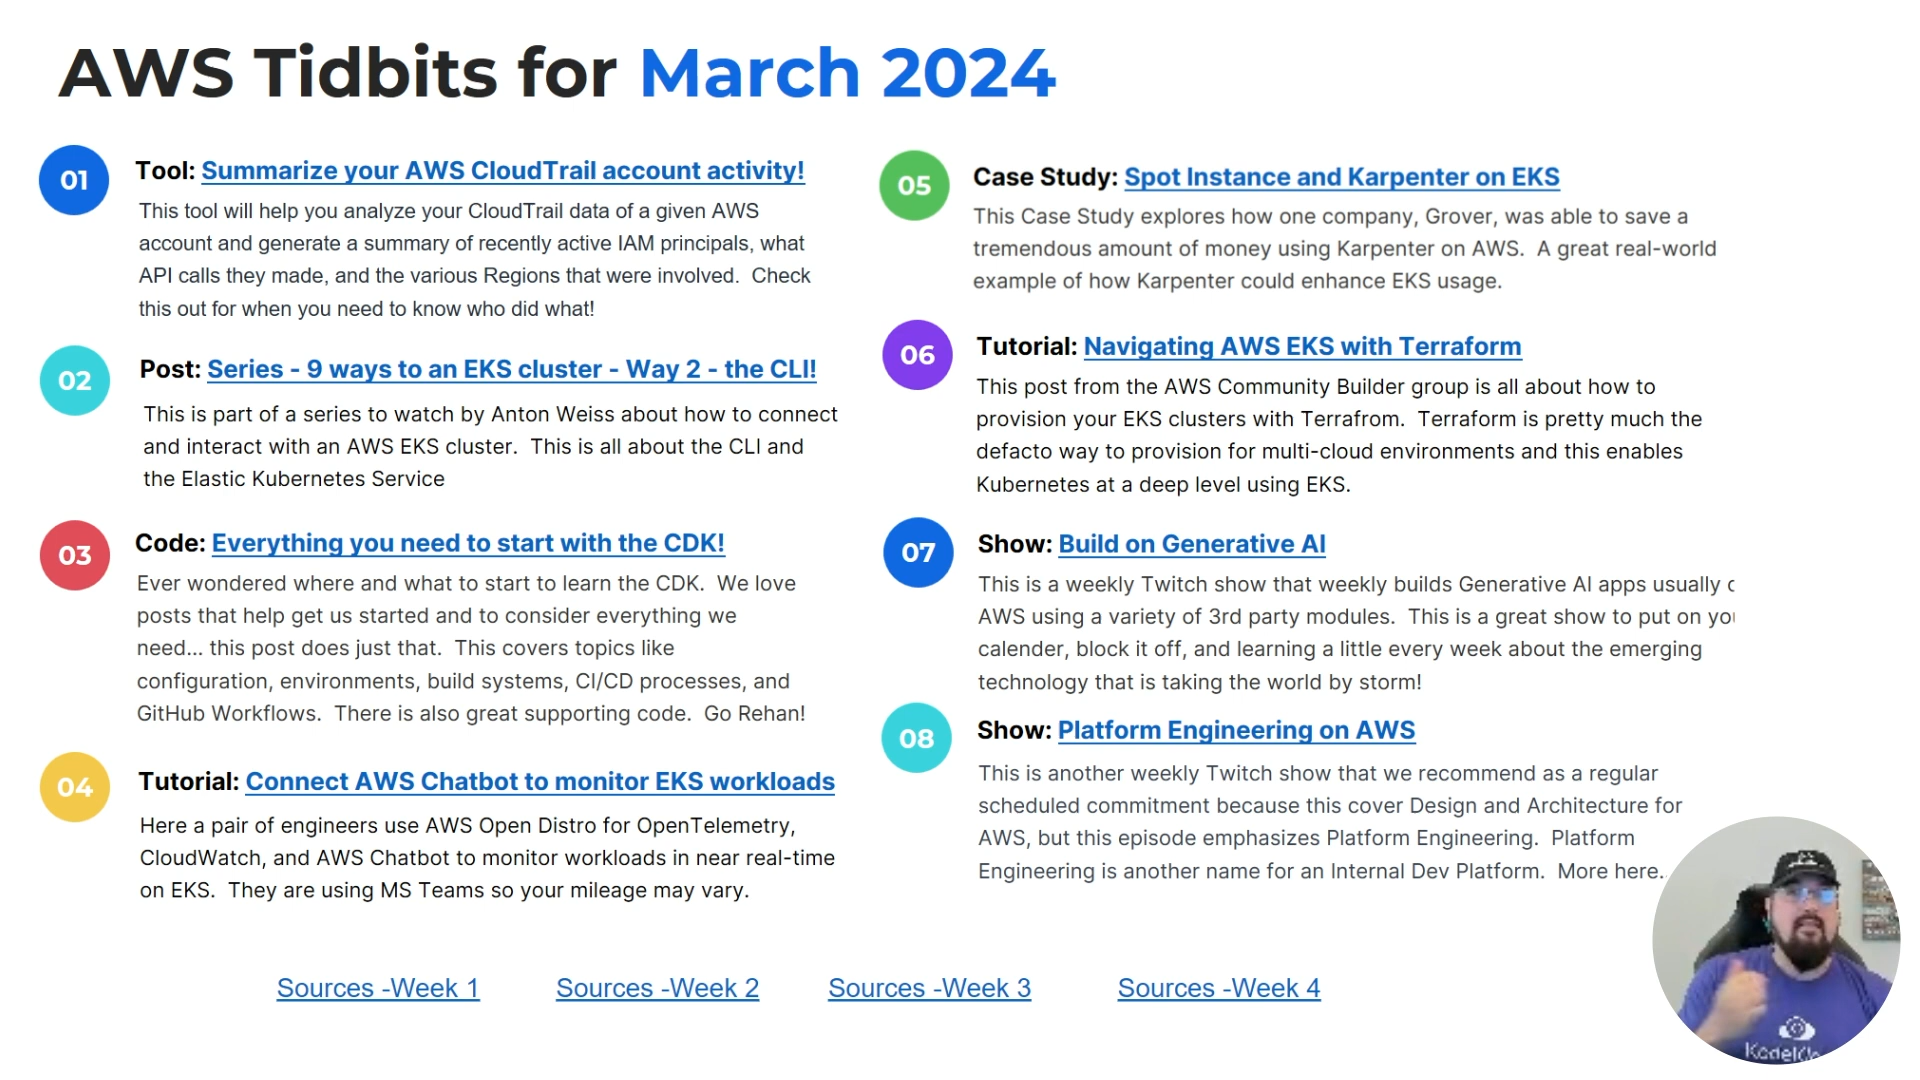 AWS Tidbits for March 2024
01
Tool: Summarize your AWS CloudTrail account activity!
This tool will help you analyze your CloudTrail data of a given AWS
account and generate a summary of recently active IAM principals, what
API calls they made, and the various Regions that were involved.  Check
this out for when you need to know who did what!
02
Post: Series - 9 ways to an EKS cluster - Way 2 - the CLI!
This is part of a series to watch by Anton Weiss about how to connect
and interact with an AWS EKS cluster.  This is all about the CLI and
the Elastic Kubernetes Service
03
Code: Everything you need to start with the CDK!
Ever wondered where and what to start to learn the CDK.  We love
posts that help get us started and to consider everything we
need... this post does just that.  This covers topics like
configuration, environments, build systems, CI/CD processes, and
GitHub Workflows.  There is also great supporting code.  Go Rehan!
04
Tutorial: Connect AWS Chatbot to monitor EKS workloads
Here a pair of engineers use AWS Open Distro for OpenTelemetry,
CloudWatch, and AWS Chatbot to monitor workloads in near real-time
on EKS.  They are using MS Teams so your mileage may vary.
05
Case Study: Spot Instance and Karpenter on EKS
This Case Study explores how one company, Grover, was able to save a
tremendous amount of money using Karpenter on AWS.  A great real-world
example of how Karpenter could enhance EKS usage.
06
Tutorial: Navigating AWS EKS with Terraform
This post from the AWS Community Builder group is all about how to
provision your EKS clusters with Terrafrom.  Terraform is pretty much the
defacto way to provision for multi-cloud environments and this enables
Kubernetes at a deep level using EKS.
07
Show: Build on Generative AI
This is a weekly Twitch show that weekly builds Generative AI apps usually
AWS using a variety of 3rd party modules.  This is a great show to put on
calender, block it off, and learning a little every week about the emerging
technology that is taking the world by storm!
08
Show: Platform Engineering on AWS
This is another weekly Twitch show that we recommend as a regular
scheduled commitment because this cover Design and Architecture for
AWS, but this episode emphasizes Platform Engineering.  Platform
Engineering is another name for an Internal Dev Platform.  More here.
Sources -Week 1
Sources -Week 2
Sources -Week 3
Sources -Week 4